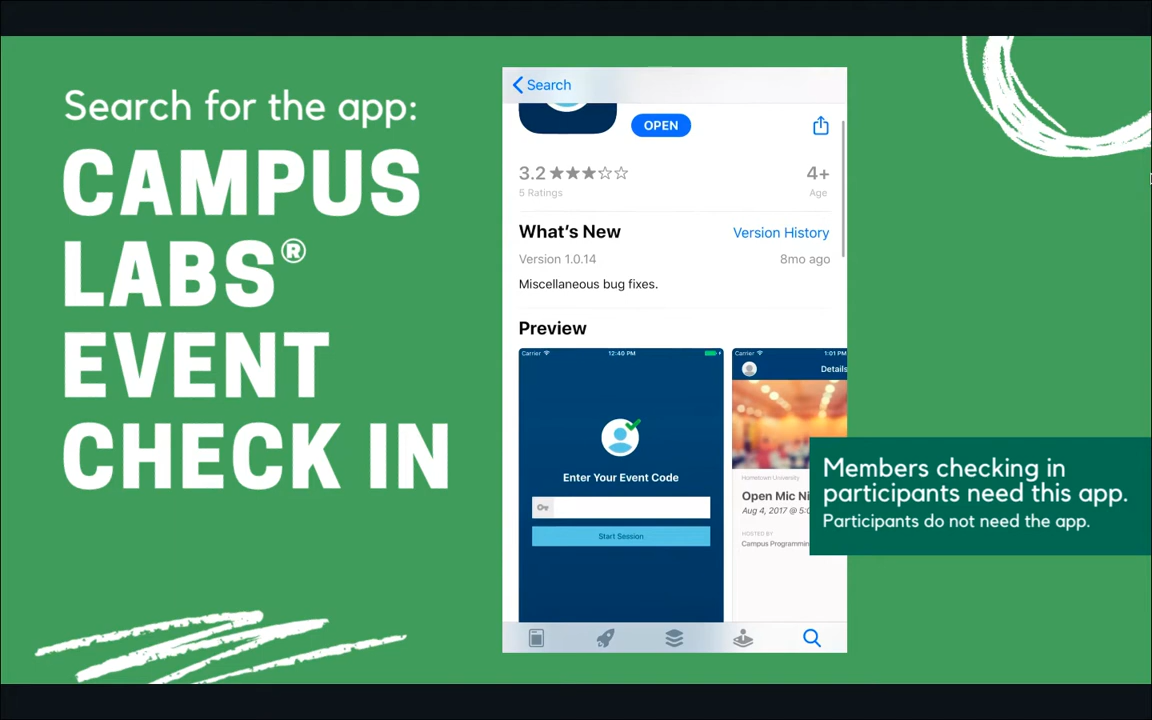 Search for the app:
CAMPUS
LABS®
EVENT
CHECK IN
Search
OPEN
3.2
5 Ratings
4+
Age
What's New
Version History
Version 1.0.14
8mo ago
Miscellaneous bug fixes.
Preview
Carrier
12:40 PM
Enter Your Event Code
Start Session
Carrier
1:01 PM
Details
Hometown University
Open Mic Ni
Aug 4, 2017 @ 5:0
HOSTED BY
Campus Programmin
Members checking in
participants need this app.
Participants do not need the app.